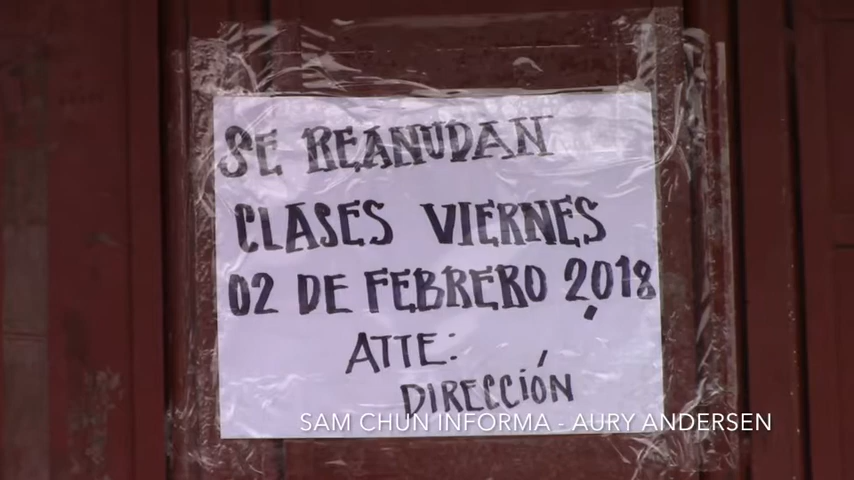 SE REANUDAN
CLASES VIERNES
02 DE FEBRERO 2018
ATTE:
DIRECCIÓN
SAM CHUN INFORMA - AURY ANDERSEN